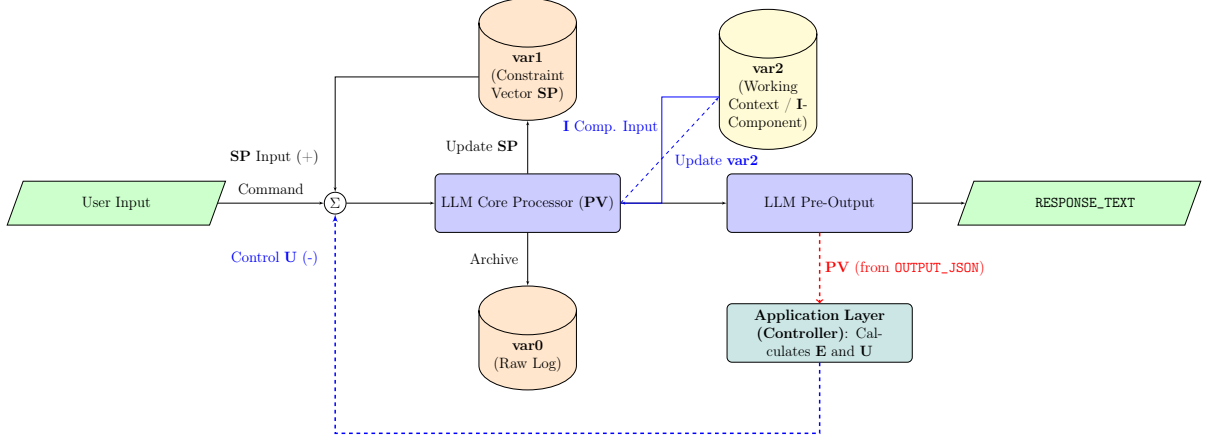 var1
(Constraint
Vector SP)
var2
(Working
Context / I-
Component)
I Comp. Input
Update SP
SP Input (+)
Update var2
Command
User Input
Σ
LLM Core Processor (PV)
LLM Pre-Output
RESPONSE_TEXT
Control U (-)
Archive
PV (from OUTPUT_JSON)
var0
(Raw Log)
Application Layer
(Controller): Cal-
culates E and U